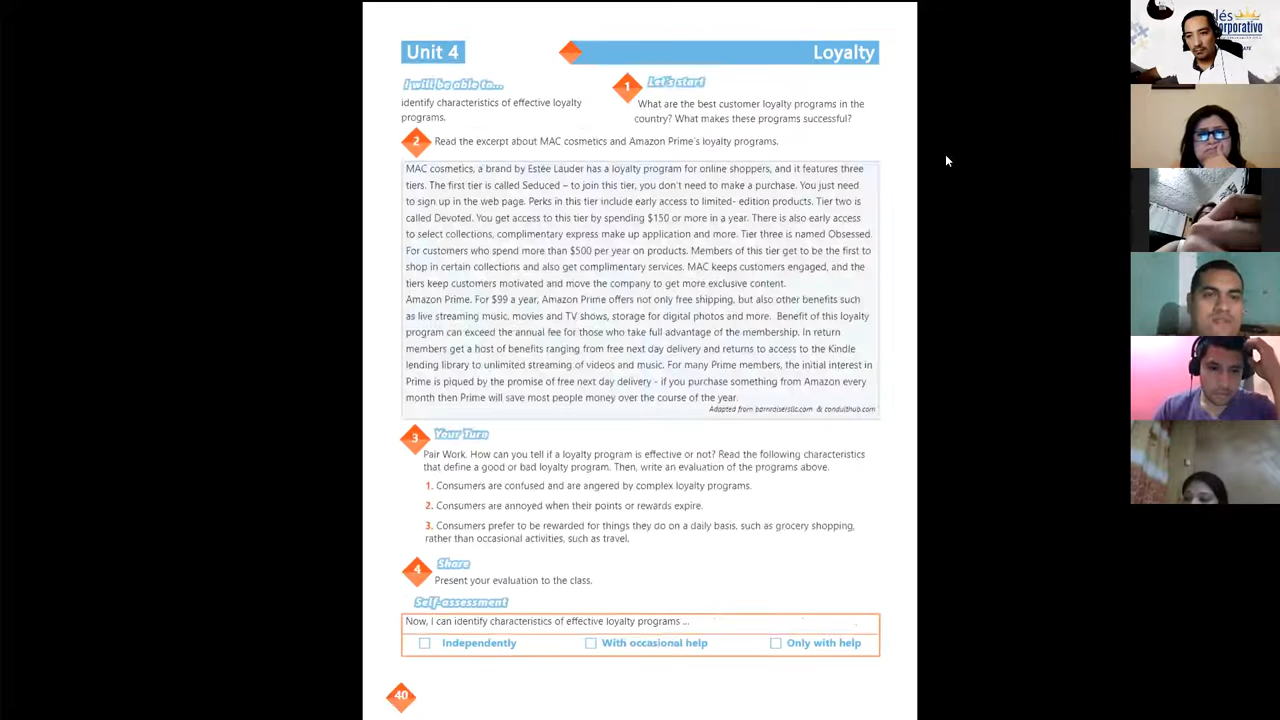 Unit 4
Loyalty
I will be able to...
identify characteristics of effective loyalty
programs.
1
Let's start
What are the best customer loyalty programs in the
country? What makes these programs successful?
2
Read the excerpt about MAC cosmetics and Amazon Prime's loyalty programs.
MAC cosmetics, a brand by Estée Lauder has a loyalty program for online shoppers, and it features three
tiers. The first tier is called Seduced – to join this tier, you don't need to make a purchase. You just need
to sign up in the web page. Perks in this tier include early access to limited- edition products. Tier two is
called Devoted. You get access to this tier by spending $150 or more in a year. There is also early access
to select collections, complimentary express make up application and more. Tier three is named Obsessed.
For customers who spend more than $500 per year on products. Members of this tier get to be the first to
shop in certain collections and also get complimentary services. MAC keeps customers engaged, and the
tiers keep customers motivated and move the company to get more exclusive content.
Amazon Prime. For $99 a year, Amazon Prime offers not only free shipping, but also other benefits such
as live streaming music, movies and TV shows, storage for digital photos and more. Benefit of this loyalty
program can exceed the annual fee for those who take full advantage of the membership. In return
members get a host of benefits ranging from free next day delivery and returns to access to the Kindle
lending library to unlimited streaming of videos and music. For many Prime members, the initial interest in
Prime is piqued by the promise of free next day delivery - if you purchase something from Amazon every
month then Prime will save most people money over the course of the year.
Adapted from barnraisersllc.com & conduithub.com
3
Your Turn
Pair Work. How can you tell if a loyalty program is effective or not? Read the following characteristics
that define a good or bad loyalty program. Then, write an evaluation of the programs above.
1. Consumers are confused and are angered by complex loyalty programs.
2. Consumers are annoyed when their points or rewards expire.
3. Consumers prefer to be rewarded for things they do on a daily basis, such as grocery shopping,
rather than occasional activities, such as travel.
4
Share
Present your evaluation to the class.
Self-assessment
Now, I can identify characteristics of effective loyalty programs ...
Independently
With occasional help
Only with help
40